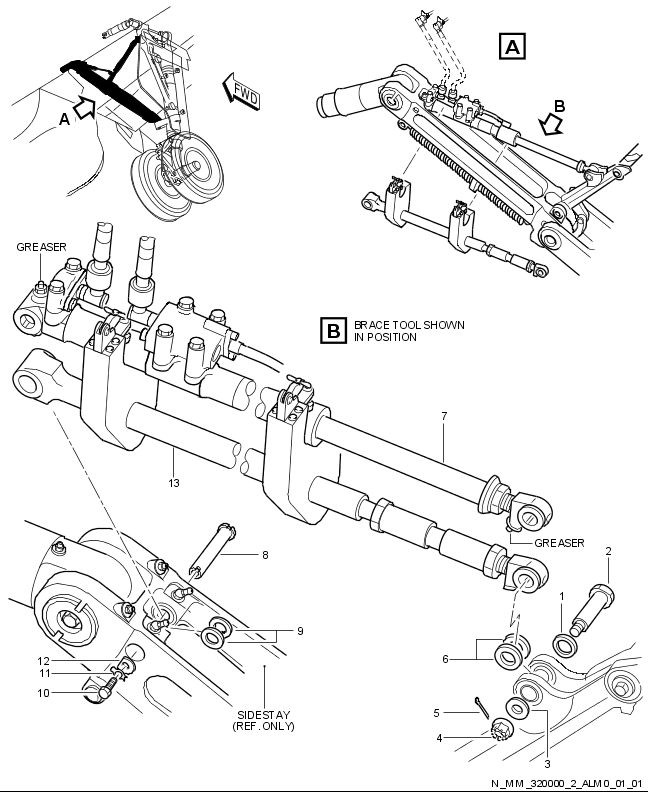 A
FWD
A
B
GREASER
B
BRACE TOOL SHOWN
IN POSITION
7
13
GREASER
8
2
1
9
12
11
10
6
5
4
3
SIDESTAY
(REF. ONLY)
N_MM_320000_2_ALM0_01_01